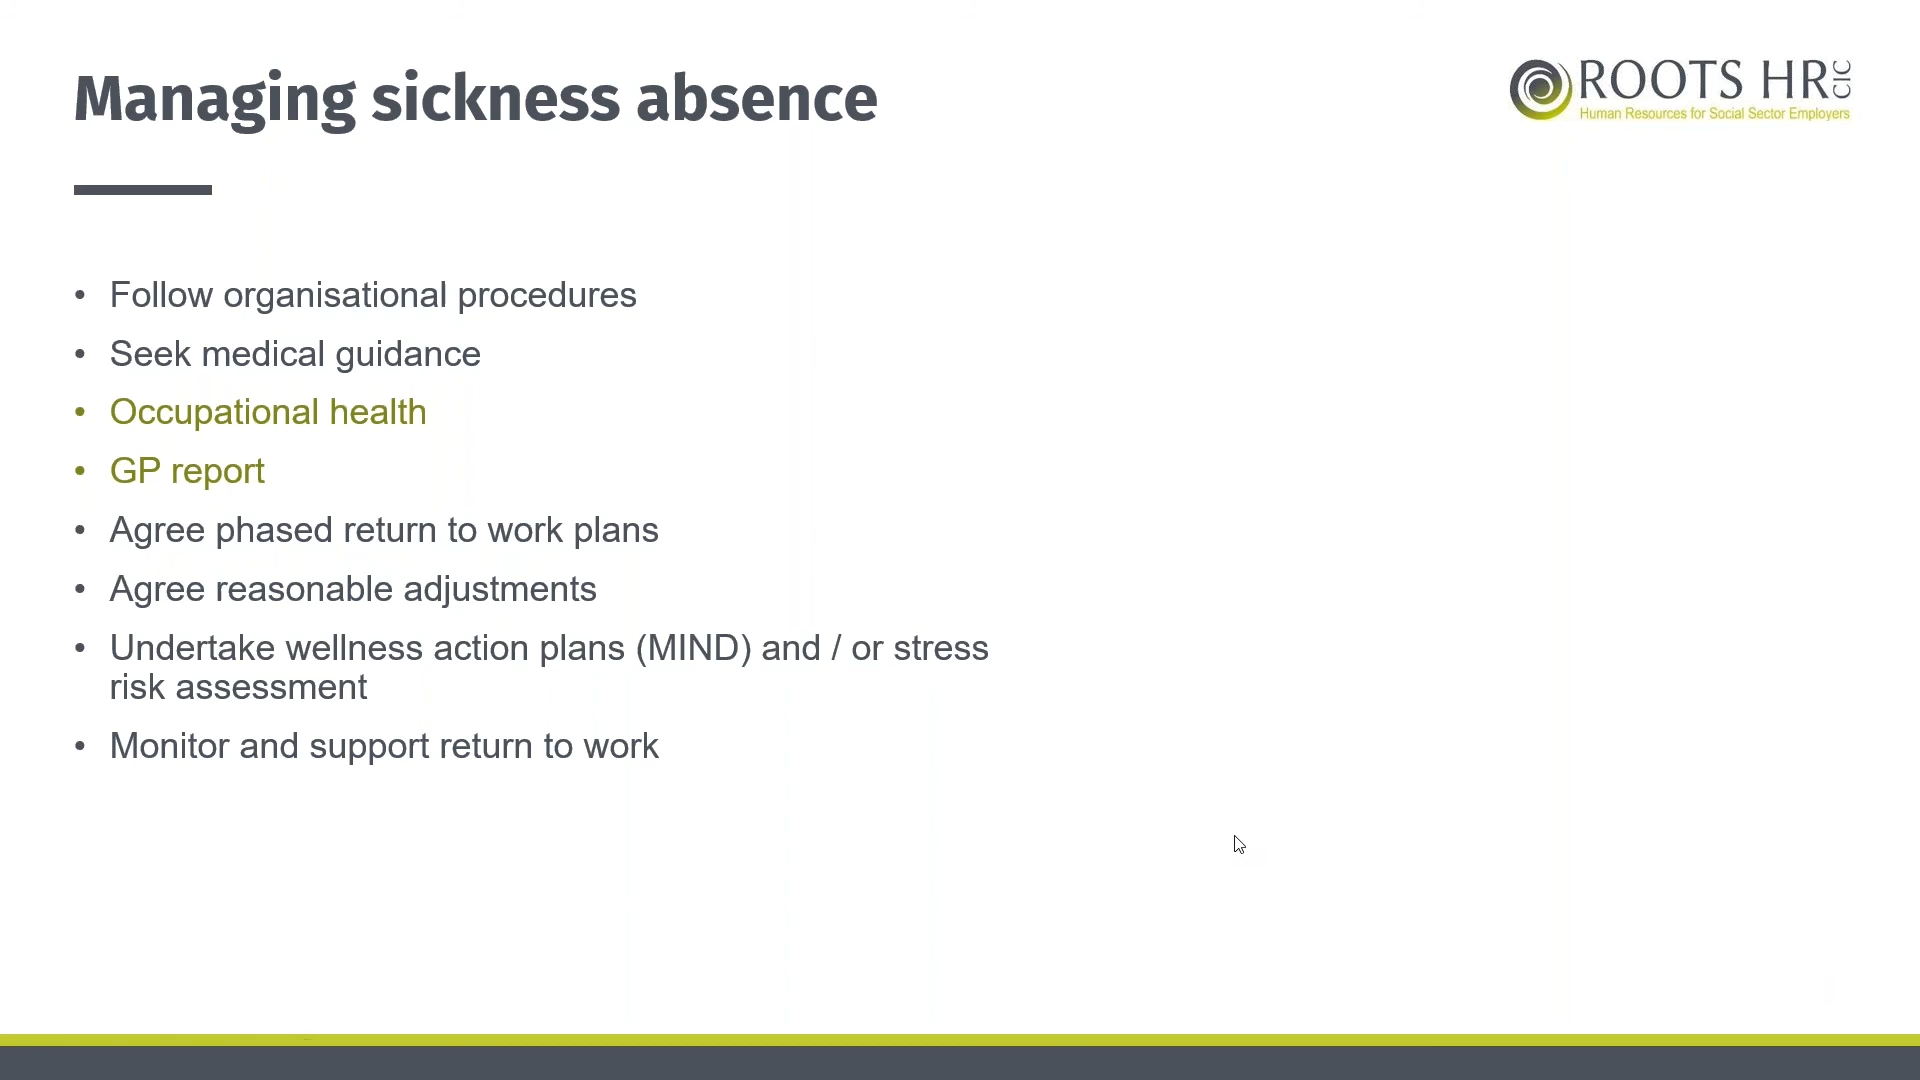 Managing sickness absence
ROOTS HR CIC
Human Resources for Social Sector Employers
• Follow organisational procedures
• Seek medical guidance
• Occupational health
• GP report
• Agree phased return to work plans
• Agree reasonable adjustments
• Undertake wellness action plans (MIND) and / or stress
risk assessment
• Monitor and support return to work